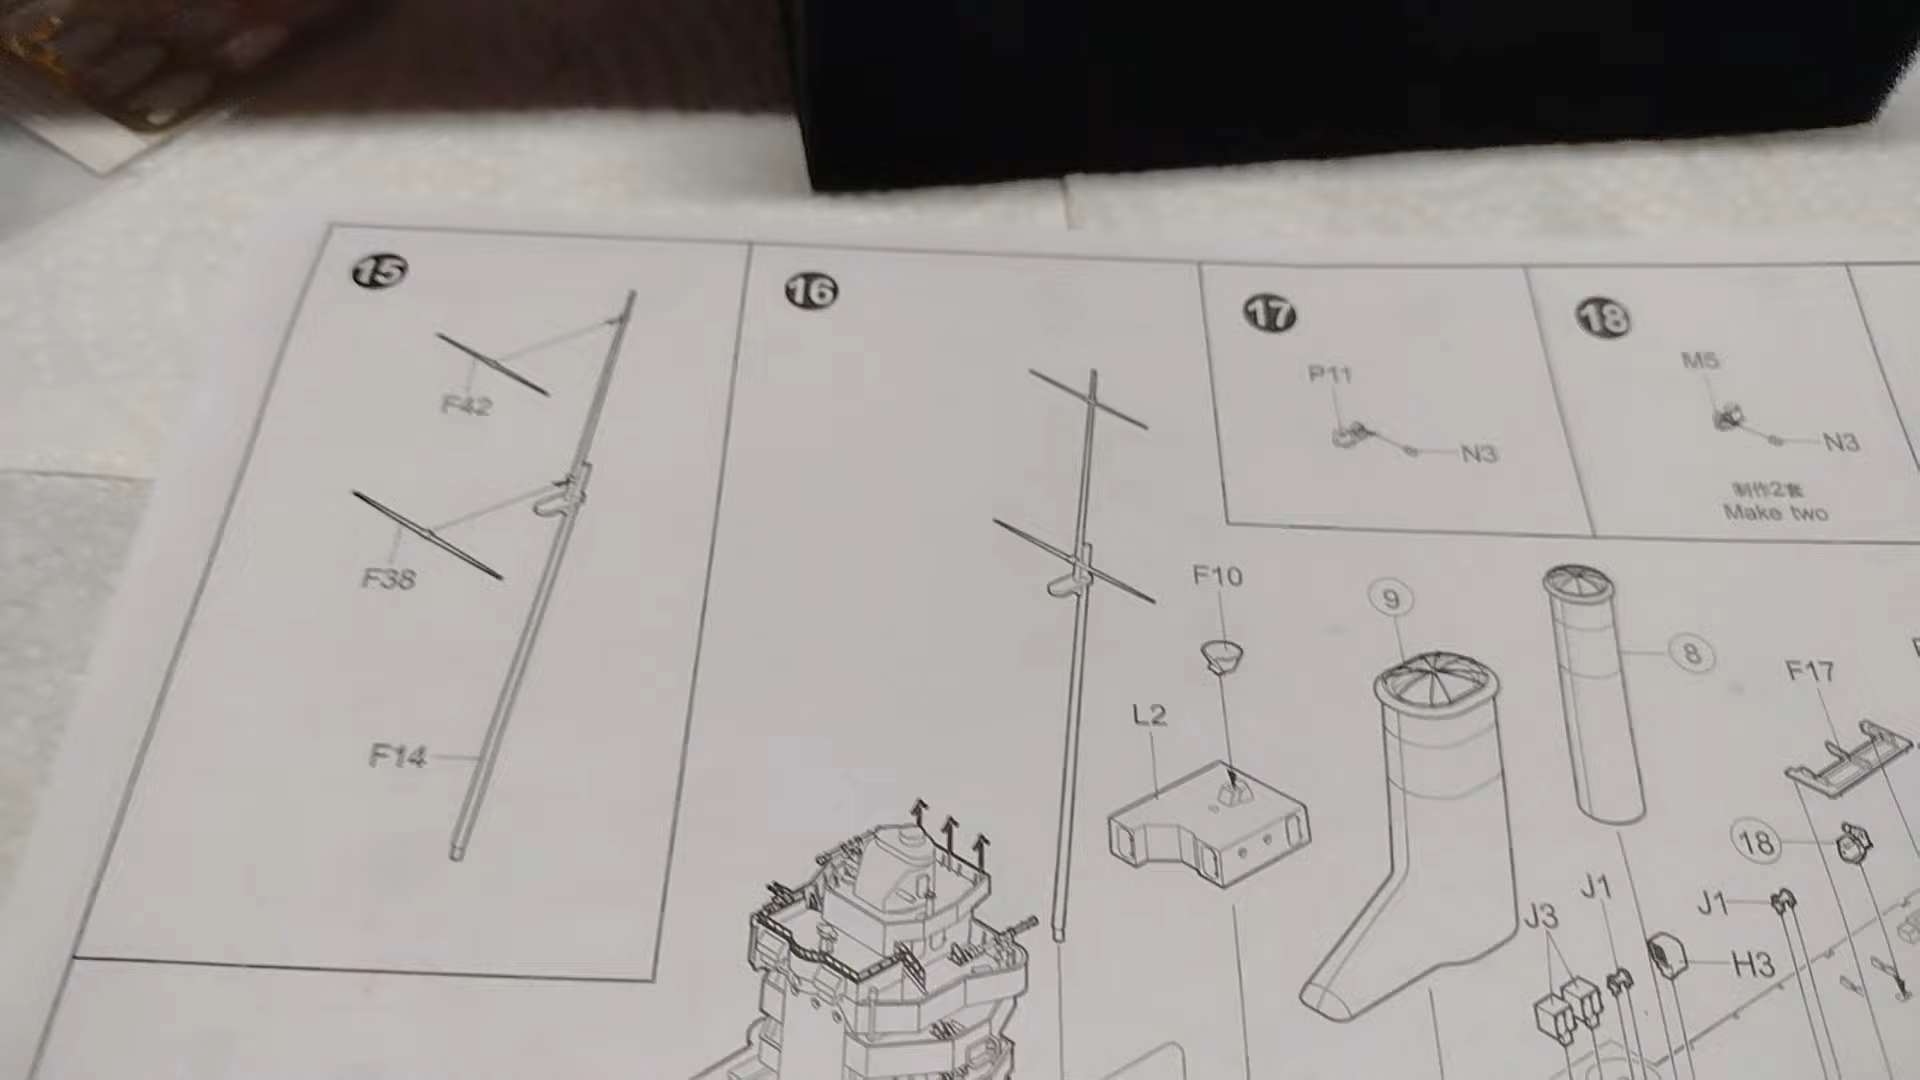 15
F42
F38
F14
16
F10
L2
9
8
F17
18
J1
J1
J3
H3
17
P11
N3
18
M5
N3
制作2套
Make two